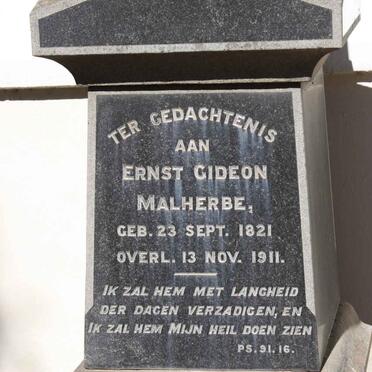 TER GEDACHTENIS
AAN
ERNST GIDEON
MALHERBE,
GEB. 23 SEPT. 1821
OVERL. 13 NOV. 1911.
IK ZAL HEM MET LANGHEID
DER DAGEN VERZADIGEN, EN
IK ZAL HEM MIJN HEIL DOEN ZIEN
PS. 91. 16.